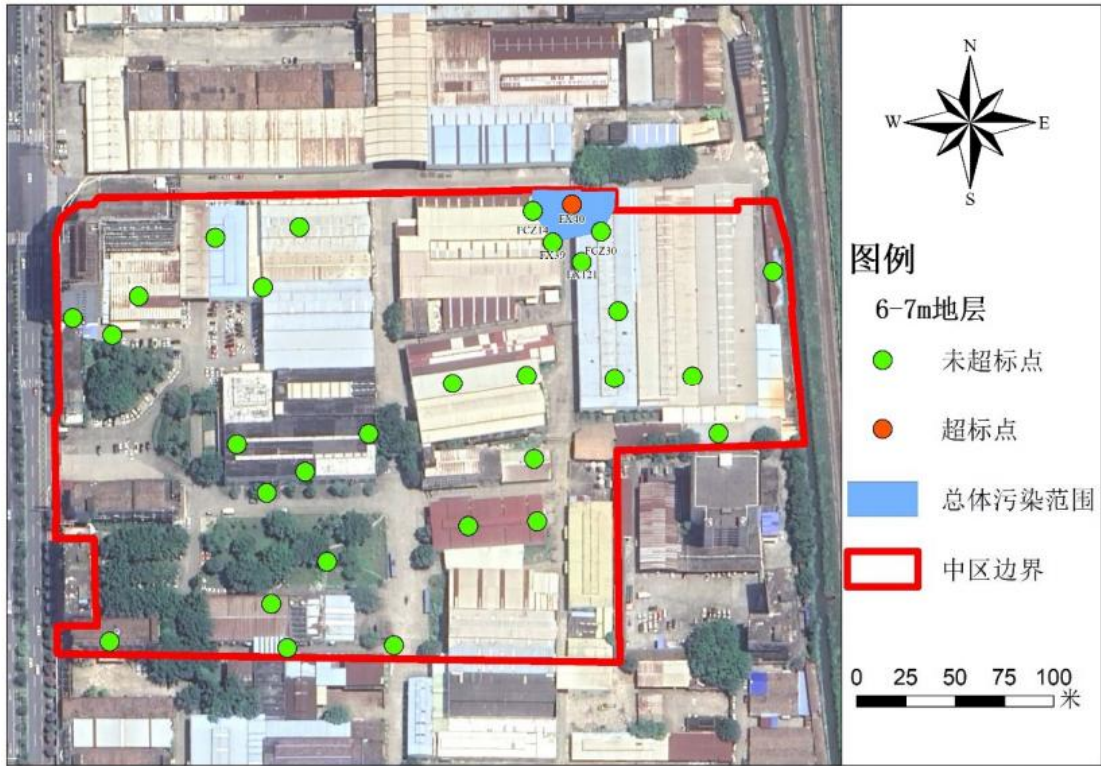 N
W
E
S
FX40
FCZ14
FX39
FCZ30
FX121
图例
6-7m地层
未超标点
超标点
总体污染范围
中区边界
0 25 50 75 100
米